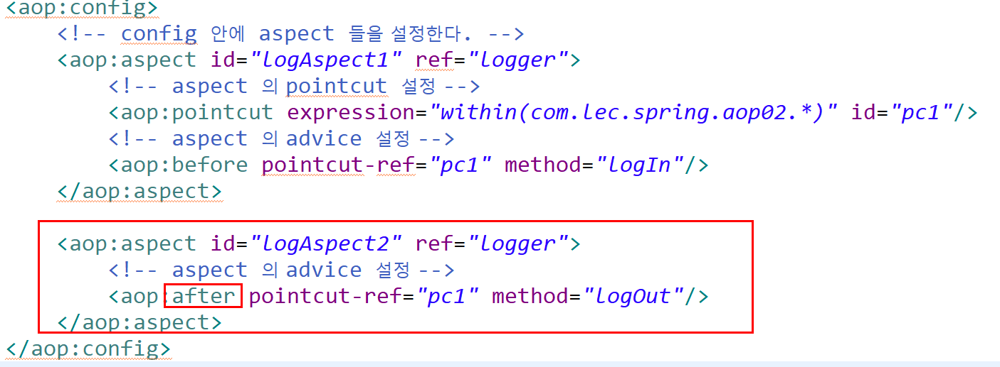 <aop:config>
<!-- config 안에 aspect 들을 설정한다. -->
<aop:aspect id="logAspect1" ref="logger">
<!-- aspect 의 pointcut 설정 -->
<aop:pointcut expression="within(com.lec.spring.aop02.*)" id="pc1"/>
<!-- aspect 의 advice 설정 -->
<aop:before pointcut-ref="pc1" method="logIn"/>
</aop:aspect>
<aop:aspect id="logAspect2" ref="logger">
<!-- aspect 의 advice 설정 -->
<aop:after pointcut-ref="pc1" method="logOut"/>
</aop:aspect>
</aop:config>